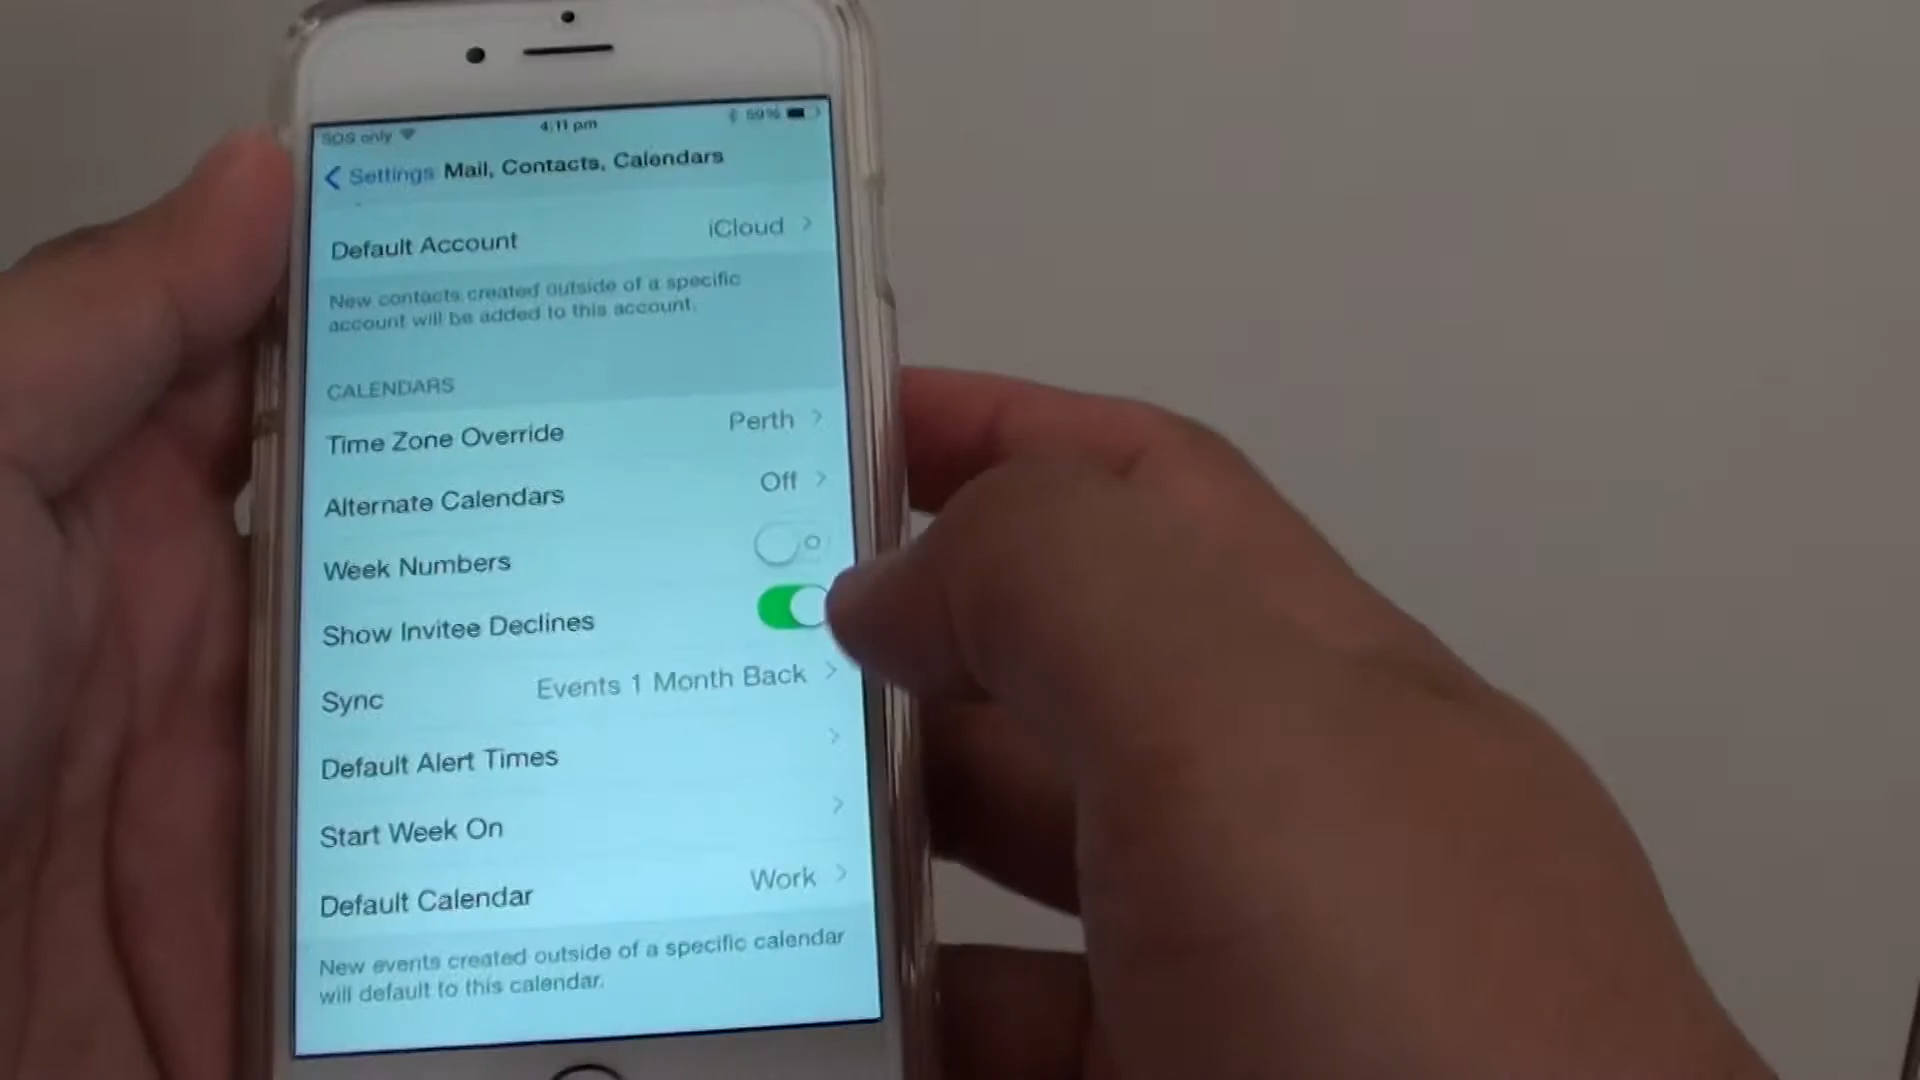 SOS only 4:11 pm 59%
Settings Mail, Contacts, Calendars
Default Account iCloud
New contacts created outside of a specific
account will be added to this account.
CALENDARS
Time Zone Override Perth
Alternate Calendars Off
Week Numbers
Show Invitee Declines
Sync Events 1 Month Back
Default Alert Times
Start Week On
Default Calendar Work
New events created outside of a specific calendar
will default to this calendar.